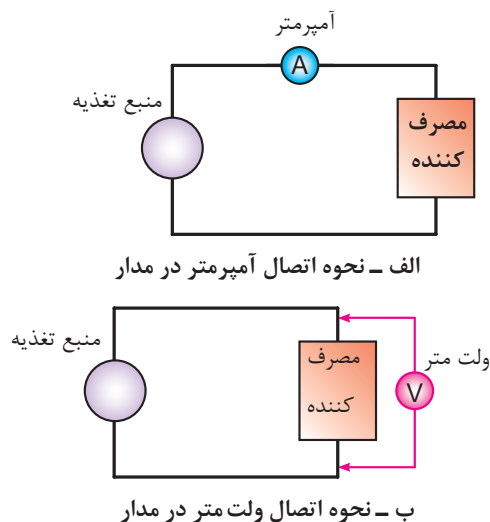 آمپرمتر
A
منبع تغذیه
مصرف
کننده
الف ـ نحوه اتصال آمپرمتر در مدار
منبع تغذیه
مصرف
کننده
ولت متر
V
ب ـ نحوه اتصال ولت متر در مدار